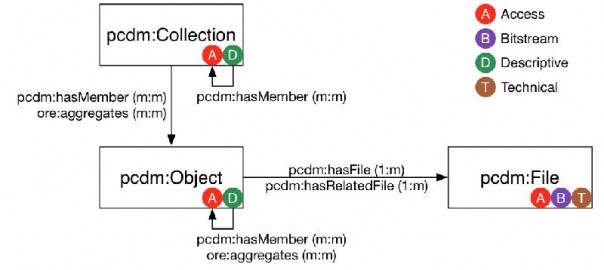 pcdm:Collection
A D
pcdm:hasMember (m:m)
A Access
B Bitstream
D Descriptive
T Technical
pcdm:hasMember (m:m)
ore:aggregates (m:m)
pcdm:Object
A D
pcdm:hasFile (1:m)
pcdm:hasRelatedFile (1:m)
pcdm:File
A B T
pcdm:hasMember (m:m)
ore:aggregates (m:m)